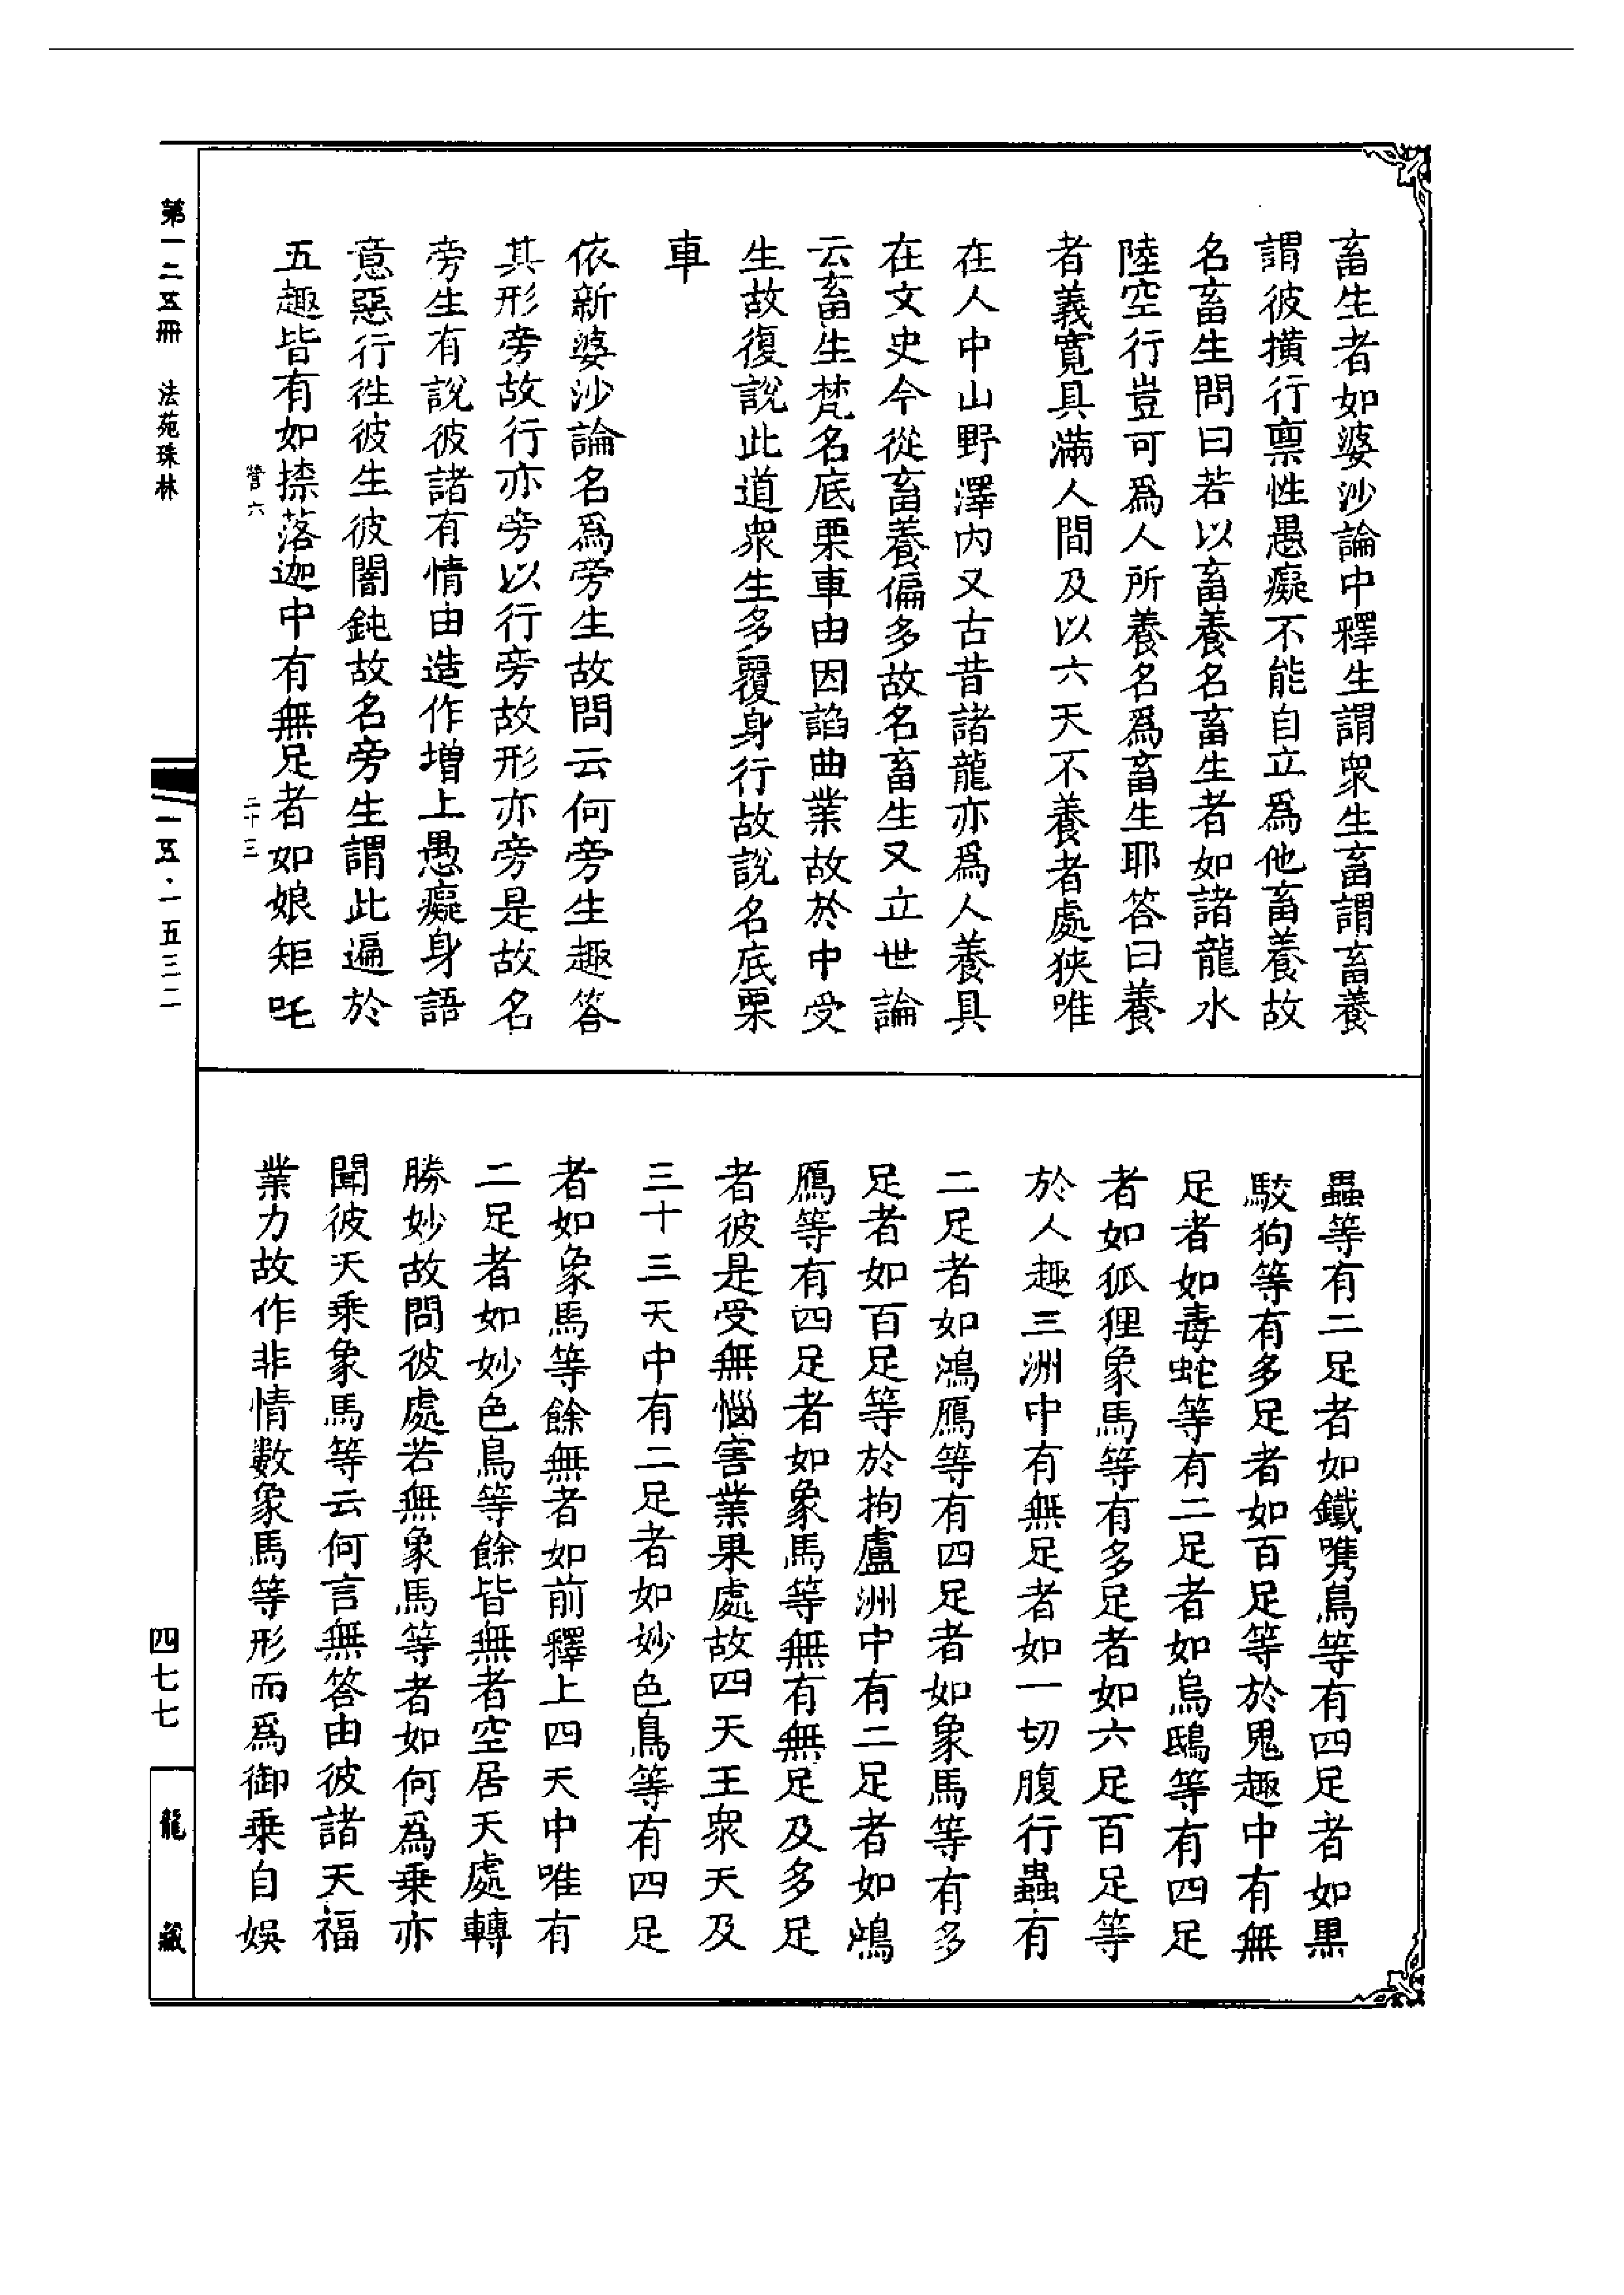 畜生者如婆沙論中釋生謂衆生畜謂畜養
謂彼橫行稟性愚癡不能自立爲他畜養故
名畜生問曰若以畜養名畜生者如諸龍水
陸空行豈可爲人所養名爲畜生耶答曰養
者義寬具滿人間及以六天不養者處狹唯
在人中山野澤内又古昔諸龍亦爲人養具
在文史今從畜養偏多故名畜生又立世論
云畜生梵名底栗車由因諂曲業故於中受
生故復說此道衆生多覆身行故說名底栗
車
依新婆沙論名爲旁生故問云何旁生趣答
其形旁故行亦旁以行旁故形亦旁是故名
旁生有說彼諸有情由造作增上愚癡身語
意惡行徃彼生彼闇鈍故名旁生謂此遍於
五趣皆有如捺落迦中有無足者如娘矩吒
管六
二十三
蟲等有二足者如鐵嘴鳥等有四足者如黑
駮狗等有多足者如百足等於鬼趣中有無
足者如毒蛇等有二足者如烏鴟等有四足
者如狐狸象馬等有多足者如六足百足等
於人趣三洲中有無足者如一切腹行蟲有
二足者如鴻鴈等有四足者如象馬等有多
足者如百足等於拘盧洲中有二足者如鴻
鴈等有四足者如象馬等無有無足及多足
者彼是受無惱害業果處故四天王衆天及
三十三天中有二足者如妙色鳥等有四足
者如象馬等餘無者如前釋上四天中唯有
二足者如妙色鳥等餘皆無者空居天處轉
勝妙故問彼處若無象馬等者如何爲乘亦
聞彼天乘象馬等云何言無答由彼諸天福
業力故作非情數象馬等形而爲御乘自娛
第一二五冊 法苑珠林
一五·一五三二
四七七
龍藏